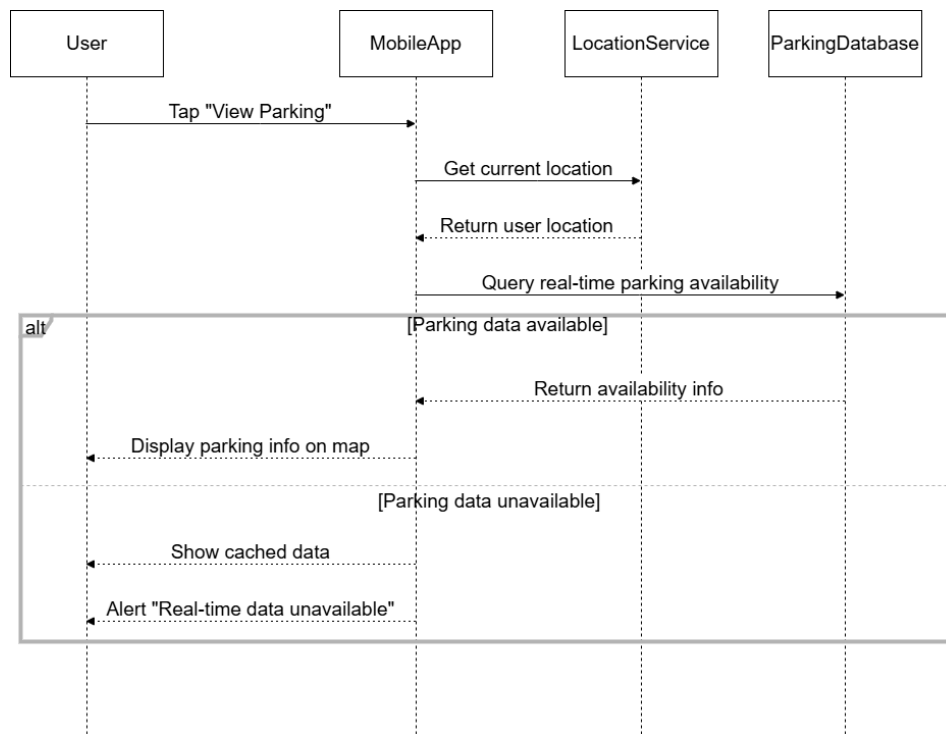 User
MobileApp
LocationService
ParkingDatabase
Tap "View Parking"
Get current location
Return user location
Query real-time parking availability
alt
[Parking data available]
Return availability info
Display parking info on map
[Parking data unavailable]
Show cached data
Alert "Real-time data unavailable"